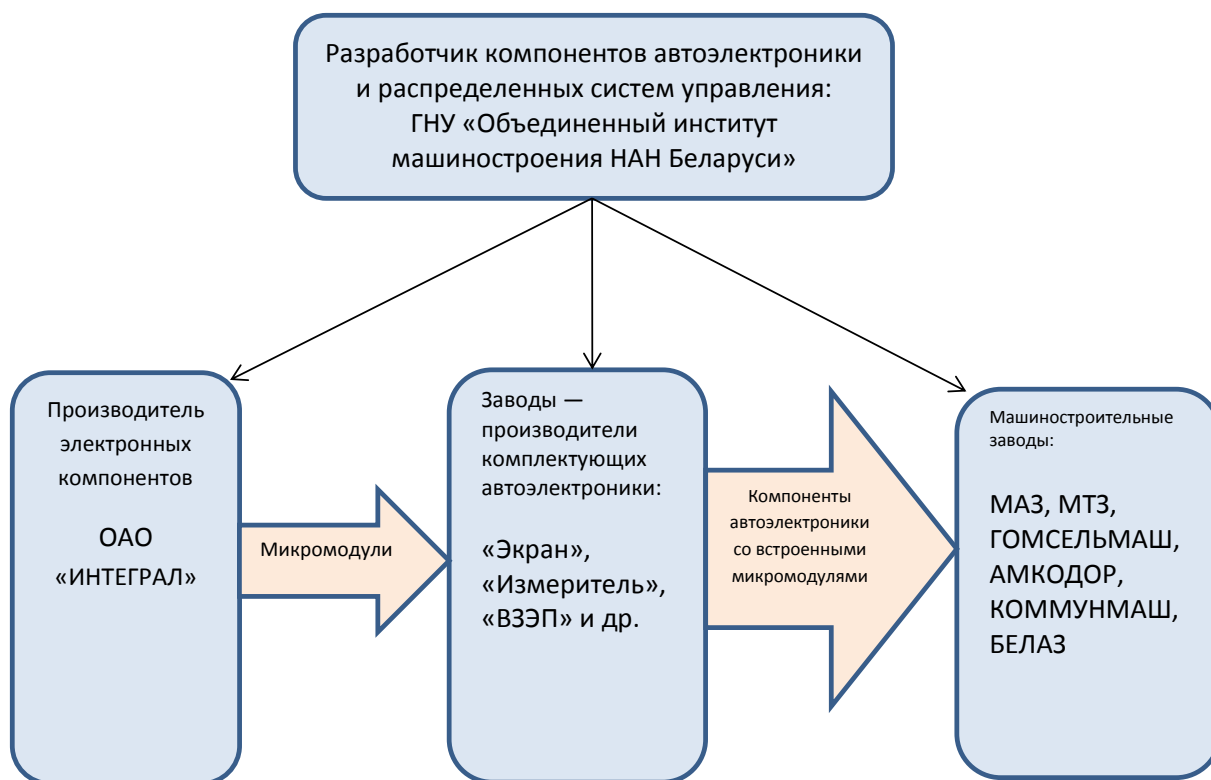 Разработчик компонентов автоэлектроники
и распределенных систем управления:
ГНУ «Объединенный институт
машиностроения НАН Беларуси»
Производитель
электронных
компонентов
ОАО
«ИНТЕГРАЛ»
Микромодули
Заводы —
производители
комплектующих
автоэлектроники:
«Экран»,
«Измеритель»,
«ВЗЭП» и др.
Компоненты
автоэлектроники
со встроенными
микромодулями
Машиностроительные
заводы:
МАЗ, МТЗ,
ГОМСЕЛЬМАШ,
АМКОДОР,
КОММУНМАШ,
БЕЛАЗ